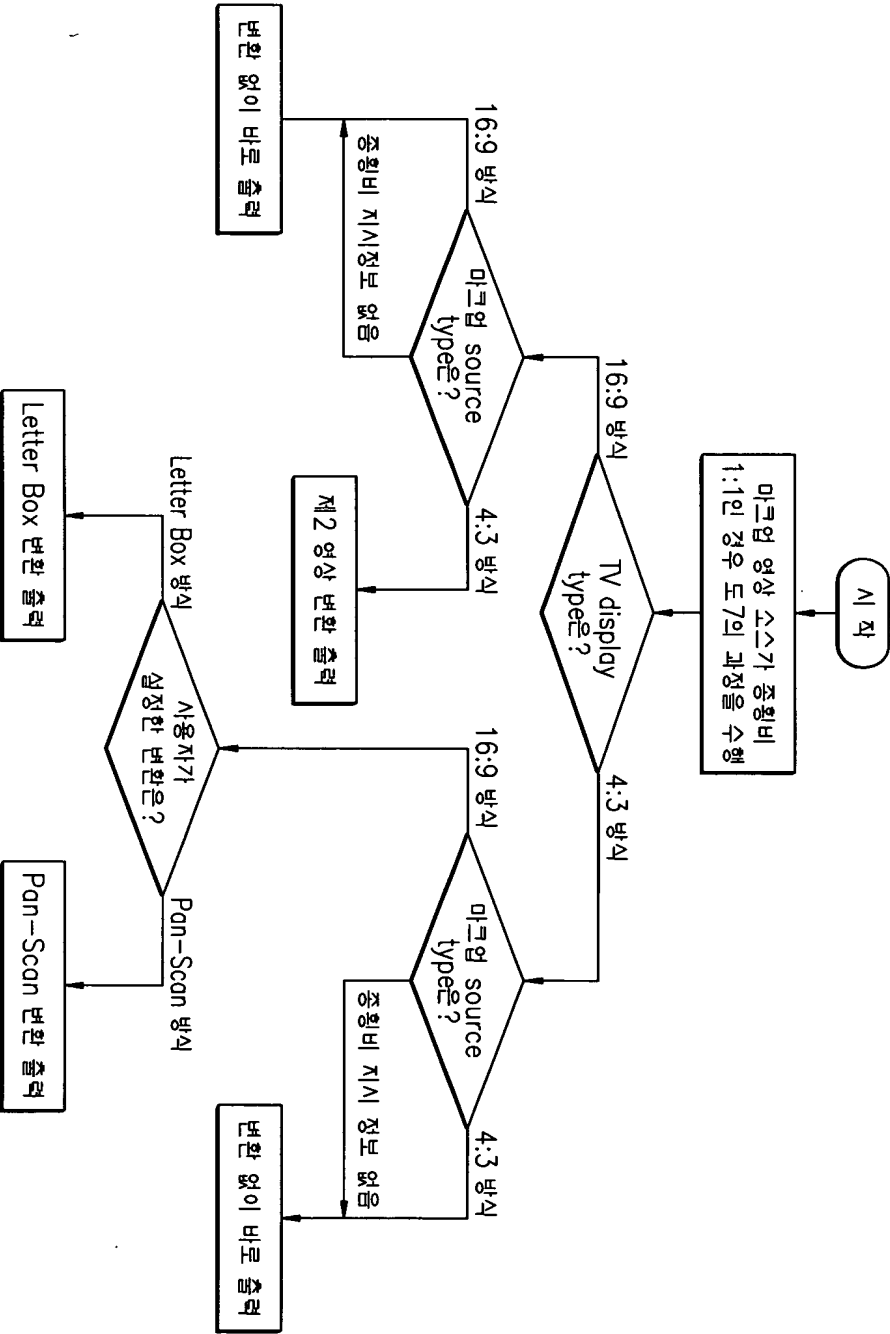 시 작
마크업 영상 소스가 종횡비
1:1인 경우 도7의 과정을 수행
TV display
type은?
16:9 방식
4:3 방식
마크업 source
type은?
16:9 방식
4:3 방식
종횡비 지시정보 없음
변환 없이 바로 출력
제2 영상 변환 출력
마크업 source
type은?
16:9 방식
4:3 방식
종횡비 지시 정보 없음
변환 없이 바로 출력
사용자가
설정한 변환은?
Letter Box 방식
Pan-Scan 방식
Letter Box 변환 출력
Pan-Scan 변환 출력